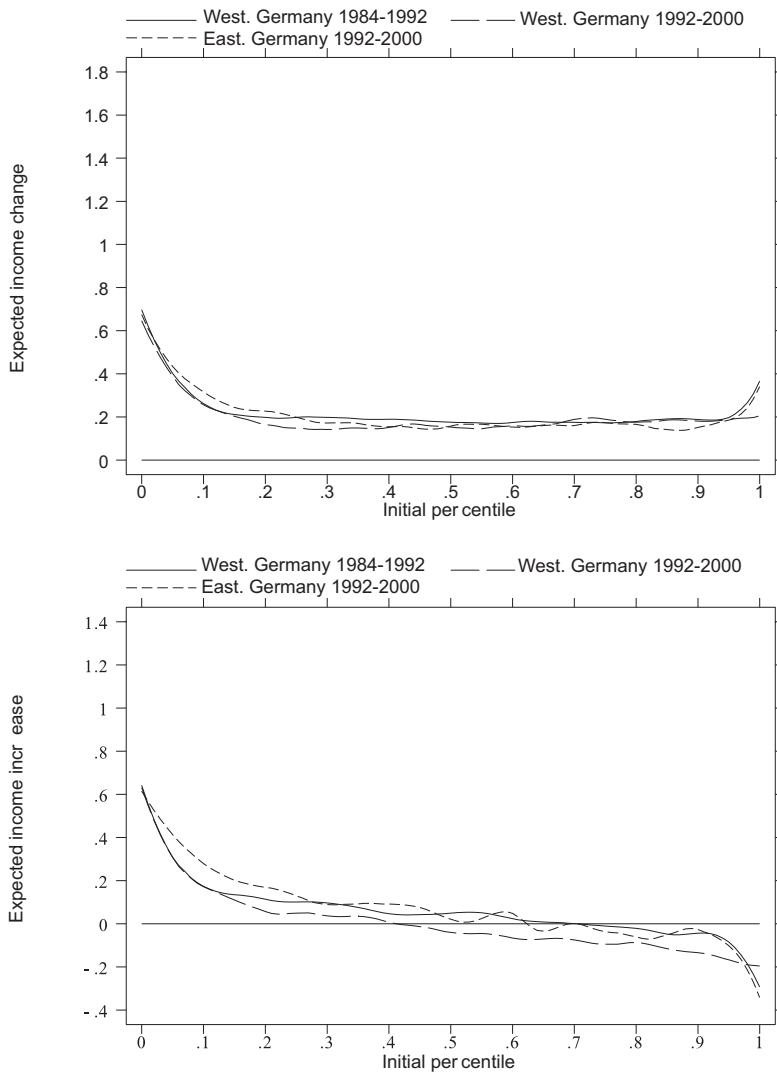 West. Germany 1984-1992 West. Germany 1992-2000
East. Germany 1992-2000
Expected income change
1.8
1.6
1.4
1.2
1
.8
.6
.4
.2
0
0 .1 .2 .3 .4 .5 .6 .7 .8 .9 1
Initial per centile
West. Germany 1984-1992 West. Germany 1992-2000
East. Germany 1992-2000
Expected income incr ease
1.4
1.2
1
.8
.6
.4
.2
0
-.2
-.4
0 .1 .2 .3 .4 .5 .6 .7 .8 .9 1
Initial per centile